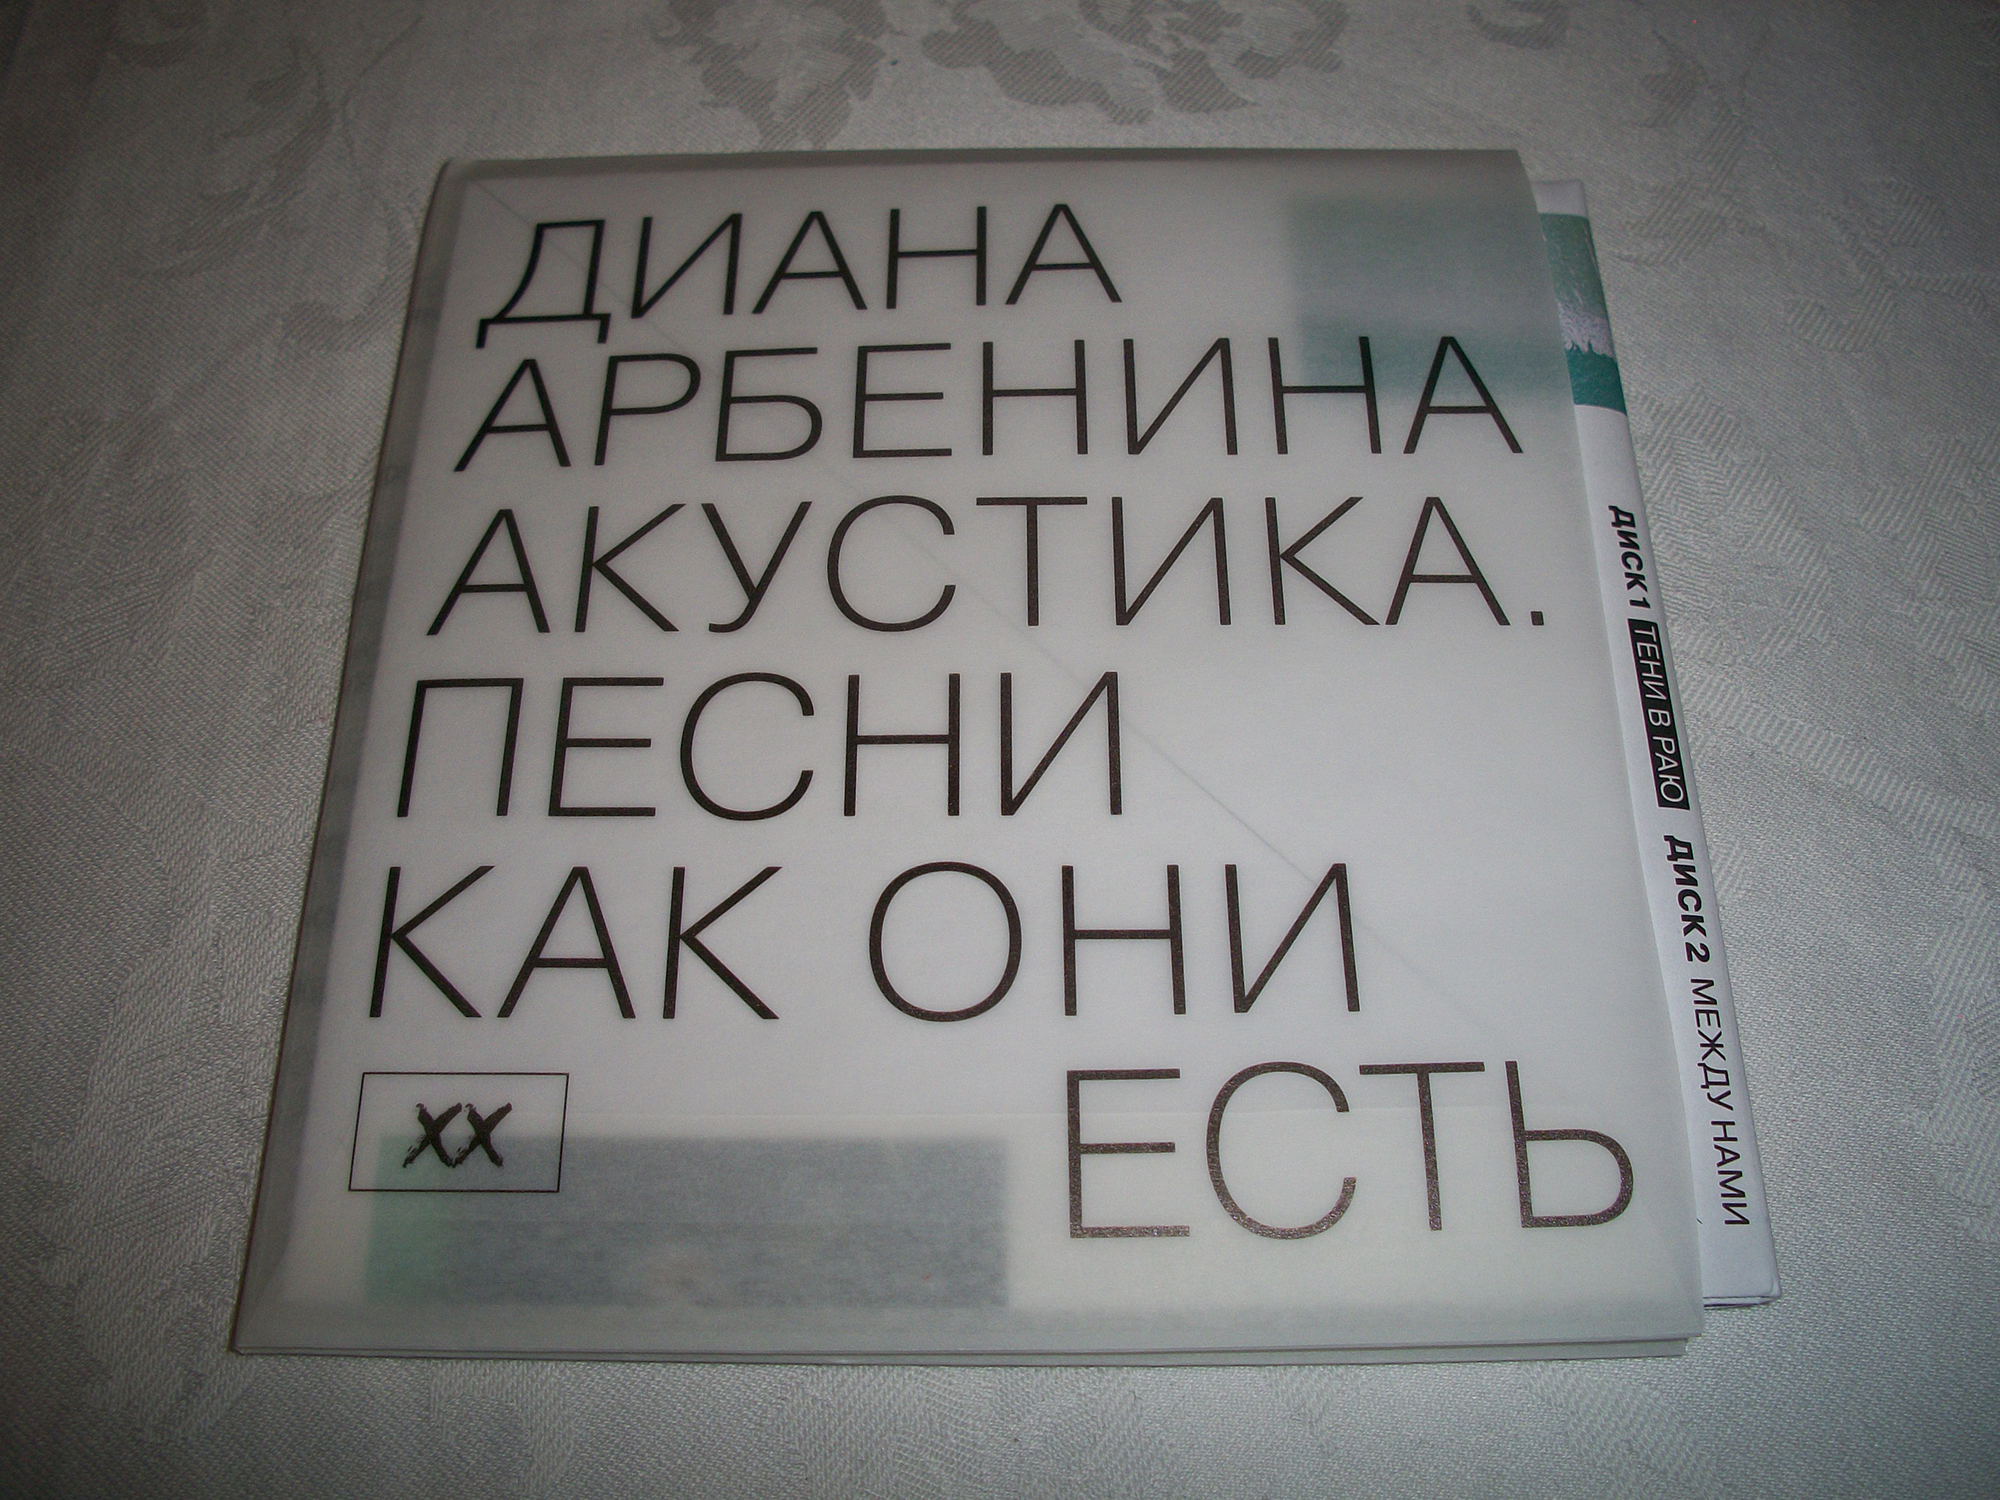 ДИАНА
АРБЕНИНА
АКУСТИКА.
ПЕСНИ
КАК ОНИ
ЕСТЬ
XX
ДИСК 1 ТЕНИ В РАЮ ДИСК 2 МЕЖДУ НАМИ